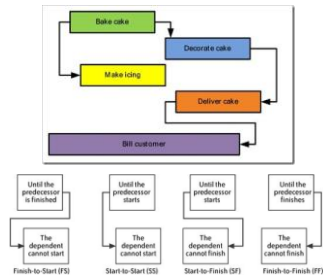 Bake cake
Decorate cake
Make icing
Deliver cake
Bill customer
Until the
predecessor
is finished
The
dependent
cannot start
Finish-to-Start (FS)
Until the
predecessor
starts
The
dependent
cannot start
Start-to-Start (SS)
Until the
predecessor
starts
The
dependent
cannot finish
Start-to-Finish (SF)
Until the
predecessor
finishes
The
dependent
cannot finish
Finish-to-Finish (FF)